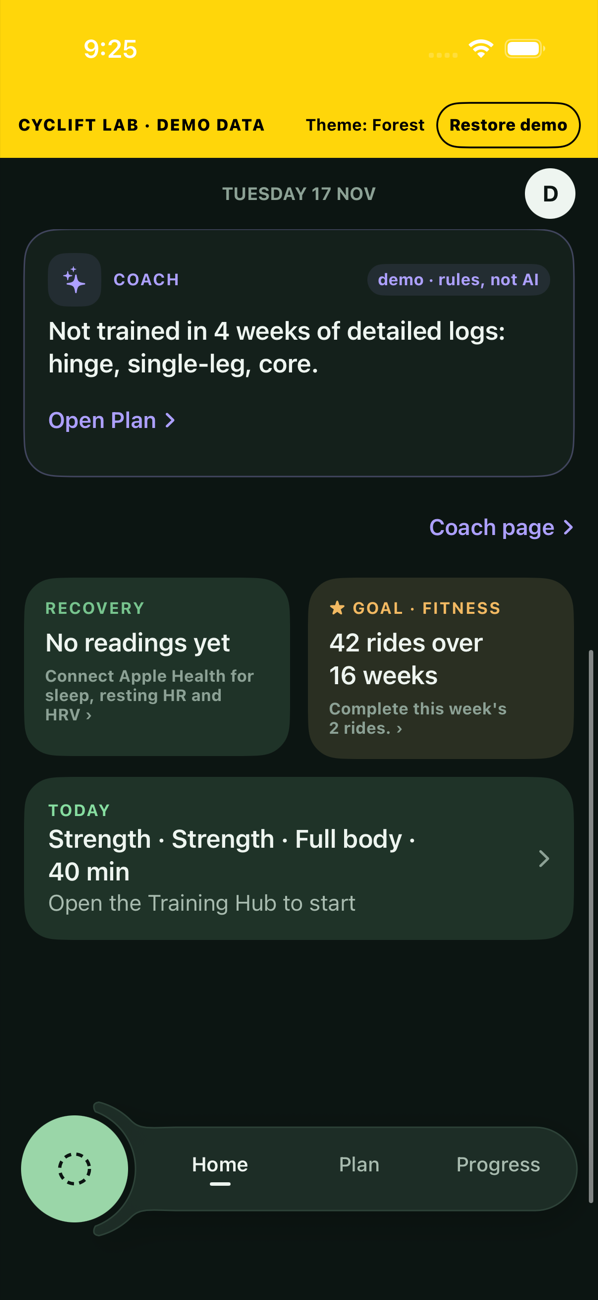 9:25
CYCLIFT LAB · DEMO DATA
Theme: Forest
Restore demo
TUESDAY 17 NOV
D
COACH
demo · rules, not AI
Not trained in 4 weeks of detailed logs:
hinge, single-leg, core.
Open Plan ›
Coach page ›
RECOVERY
No readings yet
Connect Apple Health for
sleep, resting HR and
HRV ›
★ GOAL · FITNESS
42 rides over
16 weeks
Complete this week's
2 rides. ›
TODAY
Strength · Strength · Full body ·
40 min
Open the Training Hub to start
Home
Plan
Progress